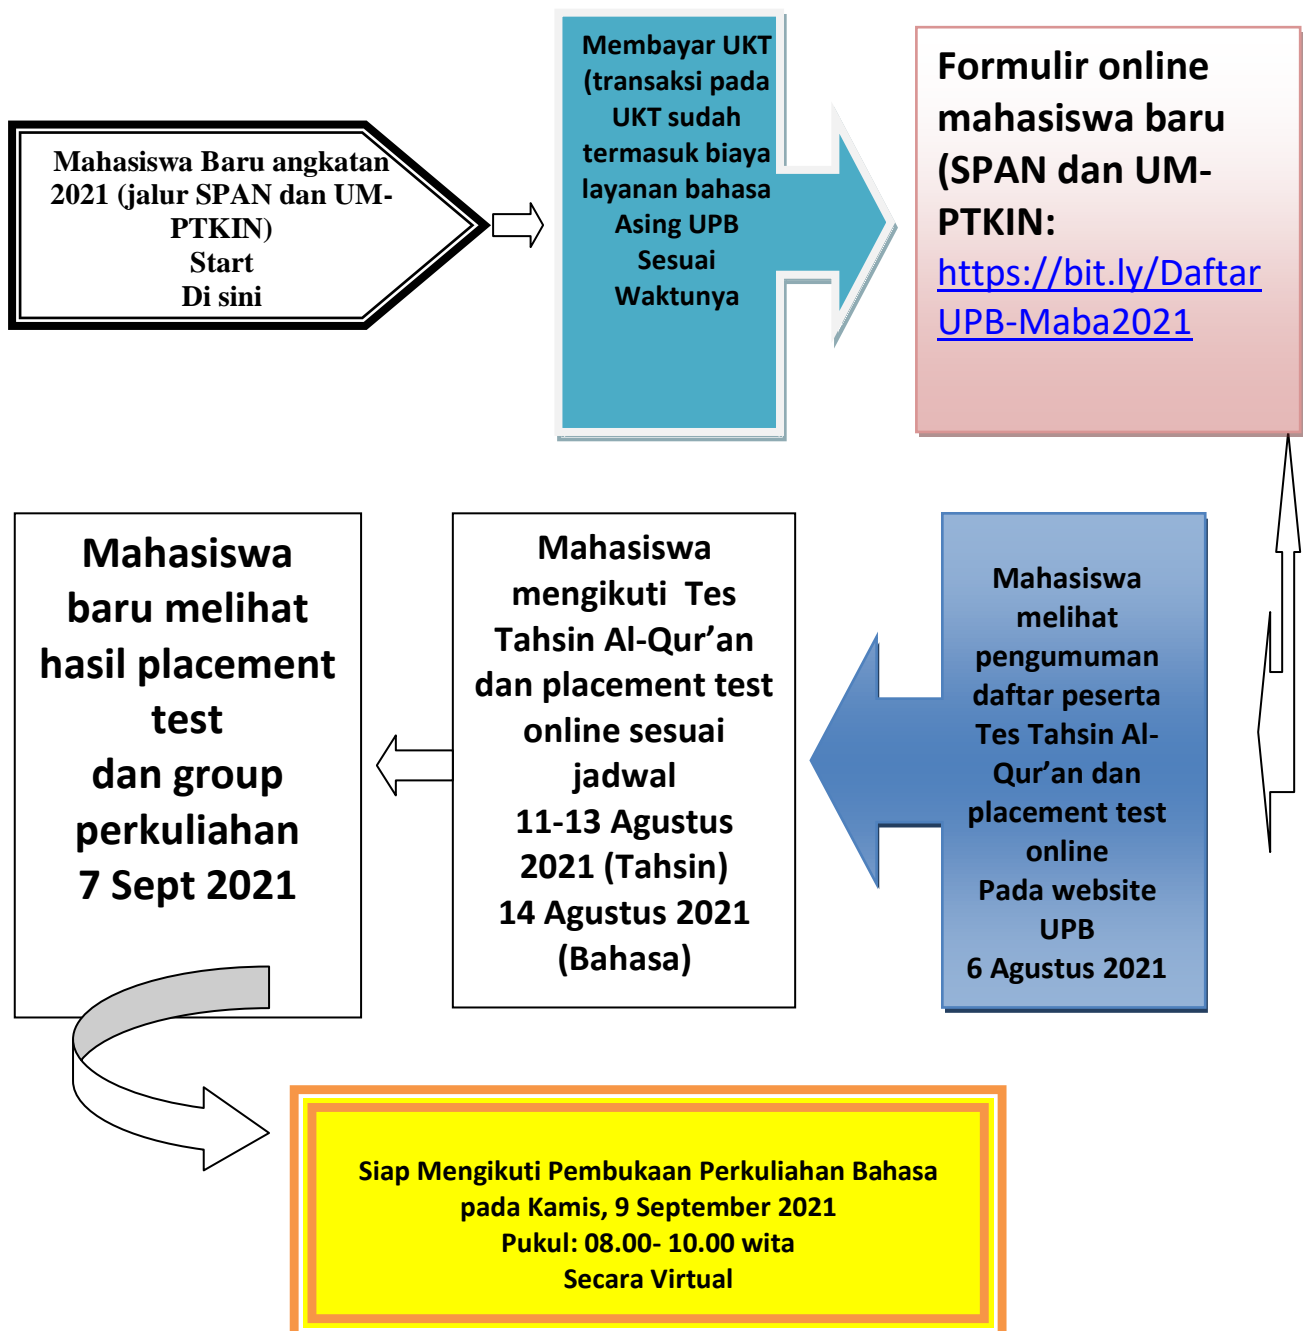 Mahasiswa Baru angkatan
2021 (jalur SPAN dan UM-
PTKIN)
Start
Di sini
Membayar UKT
(transaksi pada
UKT sudah
termasuk biaya
layanan bahasa
Asing UPB
Sesuai
Waktunya
Formulir online
mahasiswa baru
(SPAN dan UM-
PTKIN:
https://bit.ly/Daftar
UPB-Maba2021
Mahasiswa
melihat
pengumuman
daftar peserta
Tes Tahsin Al-
Qur’an dan
placement test
online
Pada website
UPB
6 Agustus 2021
Mahasiswa
mengikuti Tes
Tahsin Al-Qur’an
dan placement test
online sesuai
jadwal
11-13 Agustus
2021 (Tahsin)
14 Agustus 2021
(Bahasa)
Mahasiswa
baru melihat
hasil placement
test
dan group
perkuliahan
7 Sept 2021
Siap Mengikuti Pembukaan Perkuliahan Bahasa
pada Kamis, 9 September 2021
Pukul: 08.00- 10.00 wita
Secara Virtual